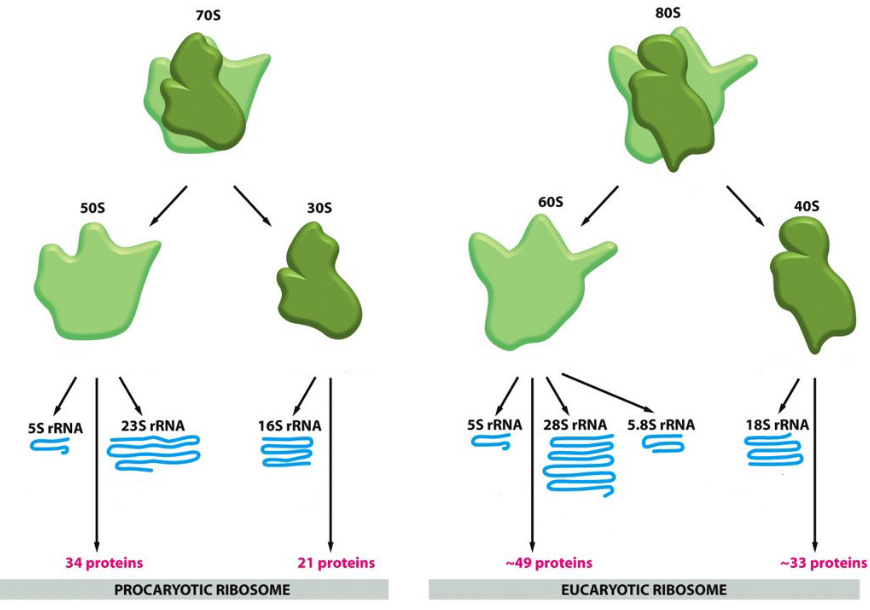 70S
80S
50S
30S
60S
40S
5S rRNA
23S rRNA
16S rRNA
5S rRNA
28S rRNA
5.8S rRNA
18S rRNA
34 proteins
21 proteins
~49 proteins
~33 proteins
PROCARYOTIC RIBOSOME
EUCARYOTIC RIBOSOME